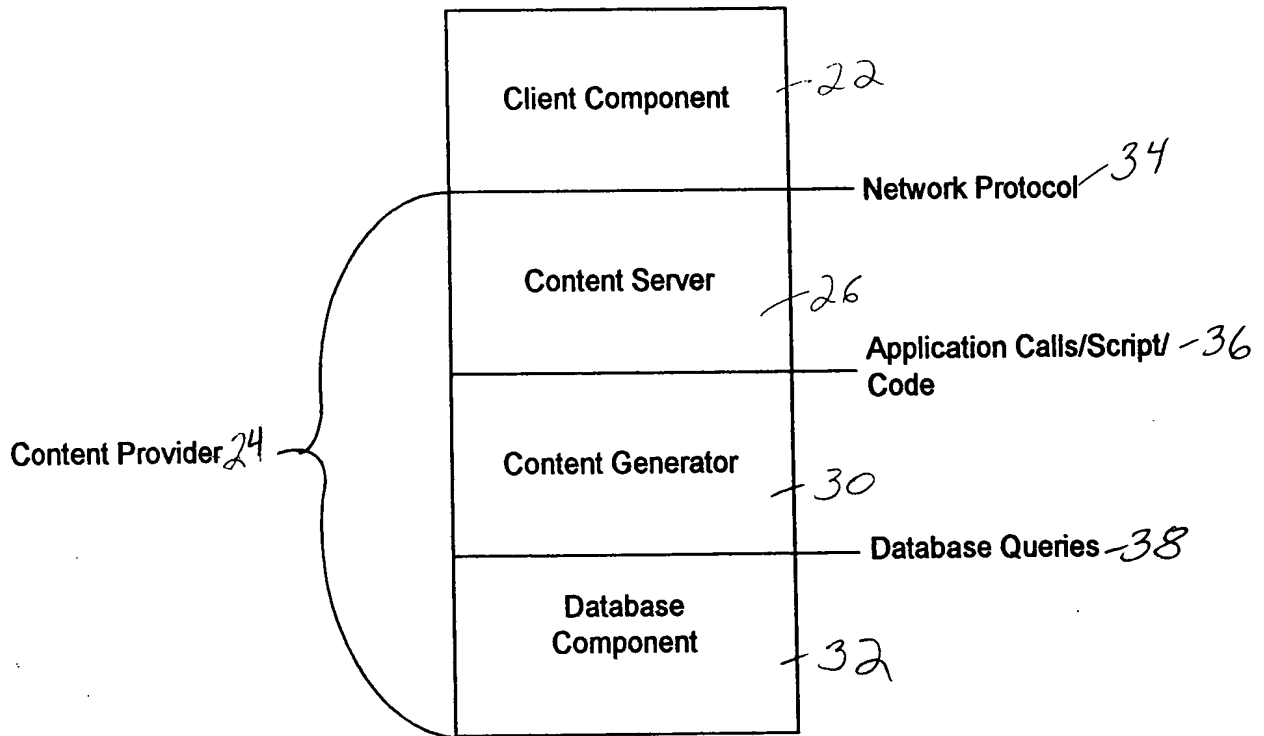 Client Component
22
Network Protocol 34
Content Server
26
Application Calls/Script/ 36
Code
Content Provider 24
Content Generator
30
Database Queries 38
Database
Component
32